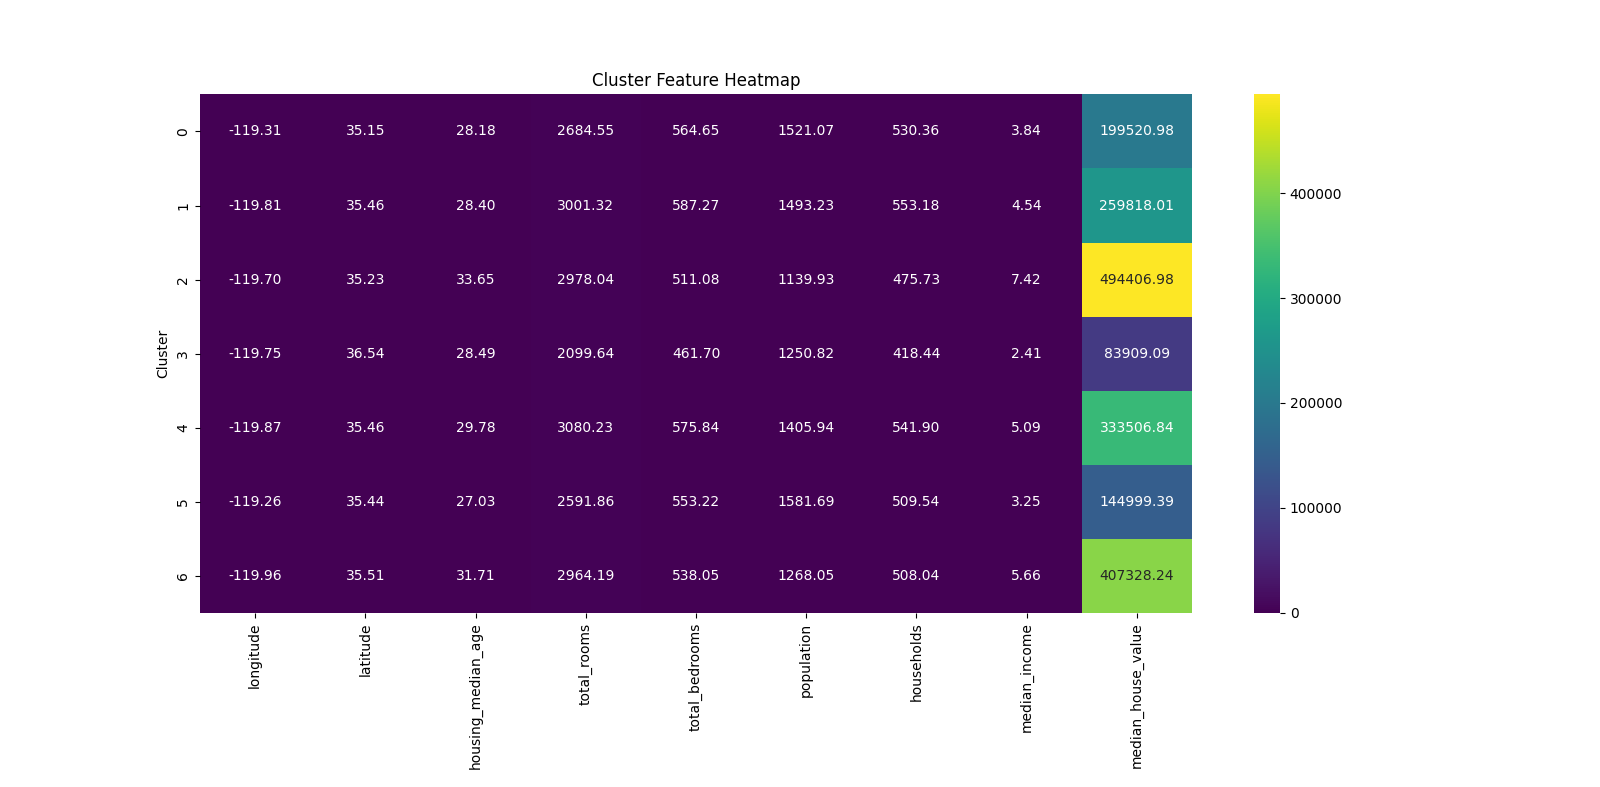 Cluster Feature Heatmap
Cluster
0 -119.31 35.15 28.18 2684.55 564.65 1521.07 530.36 3.84 199520.98
1 -119.81 35.46 28.40 3001.32 587.27 1493.23 553.18 4.54 259818.01
2 -119.70 35.23 33.65 2978.04 511.08 1139.93 475.73 7.42 494406.98
3 -119.75 36.54 28.49 2099.64 461.70 1250.82 418.44 2.41 83909.09
4 -119.87 35.46 29.78 3080.23 575.84 1405.94 541.90 5.09 333506.84
5 -119.26 35.44 27.03 2591.86 553.22 1581.69 509.54 3.25 144999.39
6 -119.96 35.51 31.71 2964.19 538.05 1268.05 508.04 5.66 407328.24
longitude
latitude
housing_median_age
total_rooms
total_bedrooms
population
households
median_income
median_house_value
400000
300000
200000
100000
0